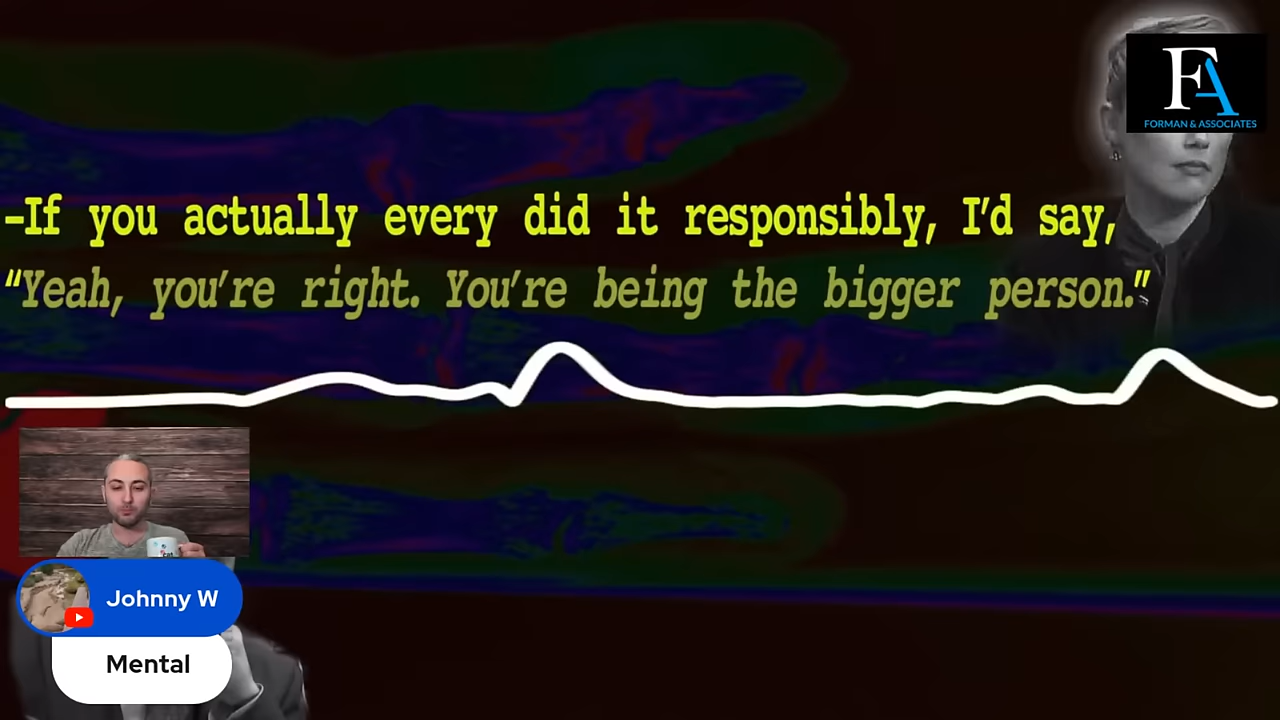 FA
FORMAN & ASSOCIATES
–If you actually every did it responsibly, I’d say,
“Yeah, you’re right. You’re being the bigger person.”
Johnny W
Mental